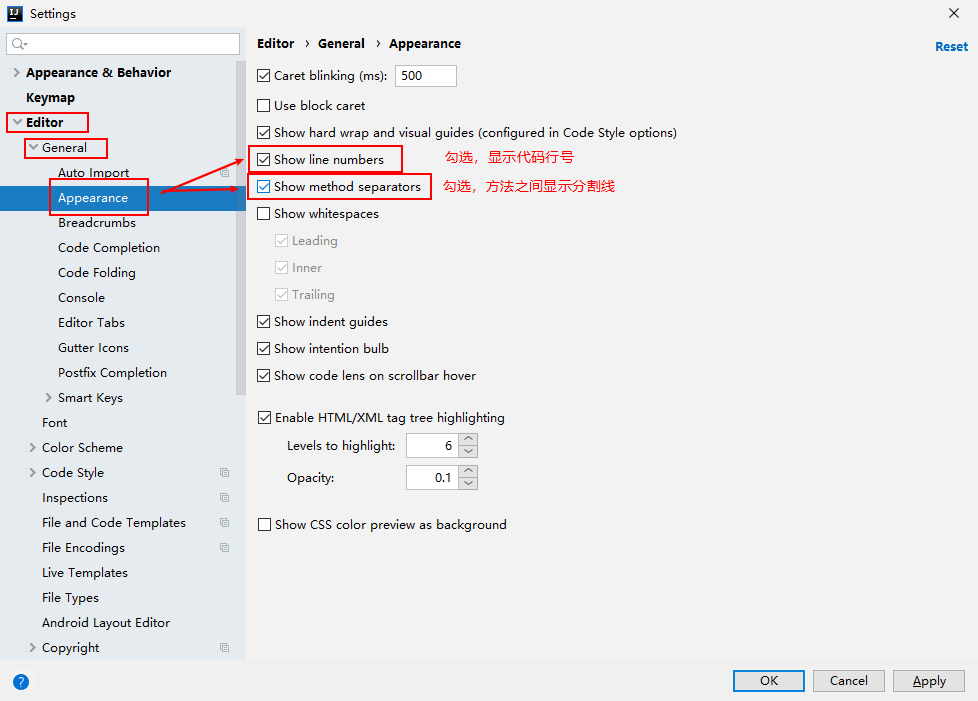 Settings
Editor › General › Appearance
Reset
Appearance & Behavior
Keymap
Editor
General
Auto Import
Appearance
Breadcrumbs
Code Completion
Code Folding
Console
Editor Tabs
Gutter Icons
Postfix Completion
Smart Keys
Font
Color Scheme
Code Style
Inspections
File and Code Templates
File Encodings
Live Templates
File Types
Android Layout Editor
Copyright
Caret blinking (ms): 500
Use block caret
Show hard wrap and visual guides (configured in Code Style options)
Show line numbers 勾选，显示代码行号
Show method separators 勾选，方法之间显示分割线
Show whitespaces
Leading
Inner
Trailing
Show indent guides
Show intention bulb
Show code lens on scrollbar hover
Enable HTML/XML tag tree highlighting
Levels to highlight: 6
Opacity: 0.1
Show CSS color preview as background
?
OK Cancel Apply